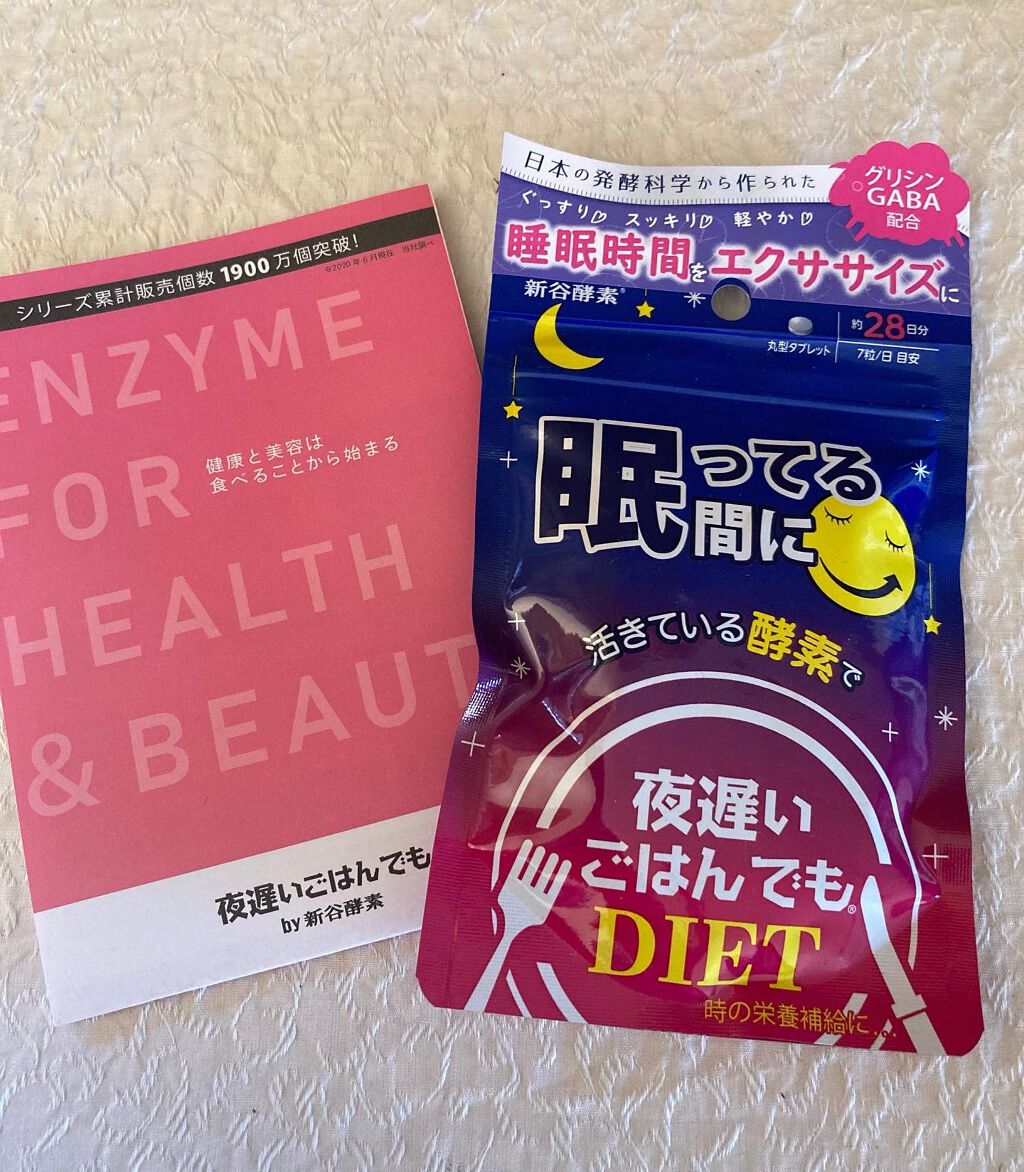 シリーズ累計販売個数 1900 万個突破!
※2020年6月現在 当社調べ
ENZYME
FOR
健康と美容は
食べることから始まる
HEALTH
& BEAUT
夜遅いごはんでも
by 新谷酵素
日本の発酵科学から作られた
グリシン
GABA
配合
ぐっすり♡ スッキリ♡ 軽やか♡
睡眠時間をエクササイズに
新谷酵素®
丸型タブレット
約28日分
7粒/日 目安
眠ってる
間に
活きている酵素で
夜遅い
ごはんでも®
DIET
時の栄養補給に…